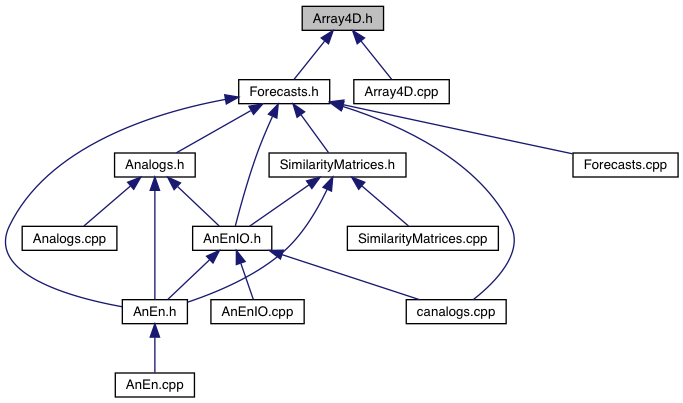 Array4D.h
Forecasts.h
Array4D.cpp
Analogs.h
SimilarityMatrices.h
Forecasts.cpp
Analogs.cpp
AnEnIO.h
SimilarityMatrices.cpp
AnEn.h
AnEnIO.cpp
canalogs.cpp
AnEn.cpp